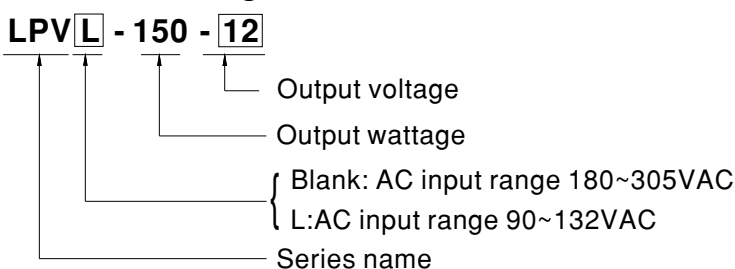 LPVL - 150 - 12
Output voltage
Output wattage
Blank: AC input range 180~305VAC
L:AC input range 90~132VAC
Series name